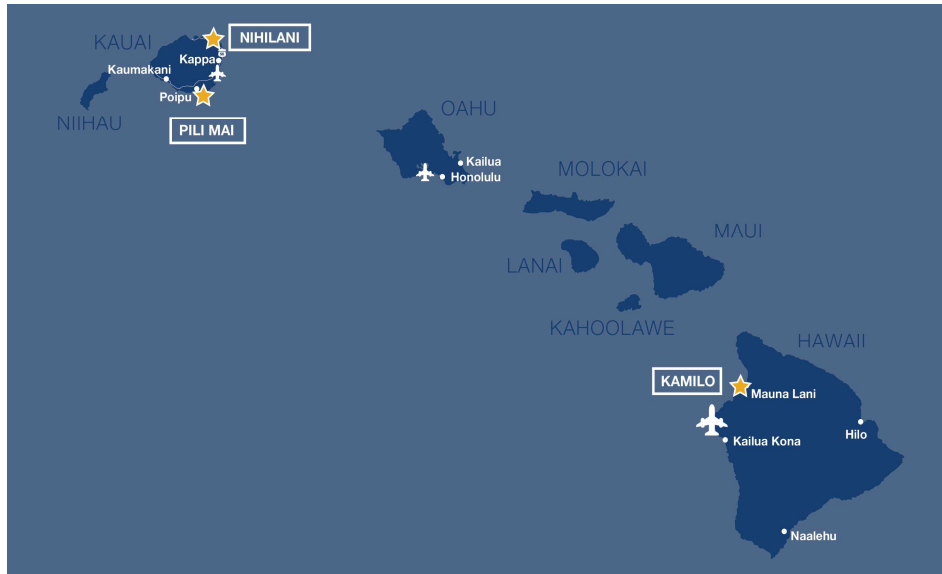 NIHILANI
KAUAI
Kappa
Kaumakani
Poipu
NIIHAU
PILI MAI
OAHU
Kailua
Honolulu
MOLOKAI
MAUI
LANAI
KAHOOLAWE
HAWAII
KAMILO
Mauna Lani
Hilo
Kailua Kona
Naalehu